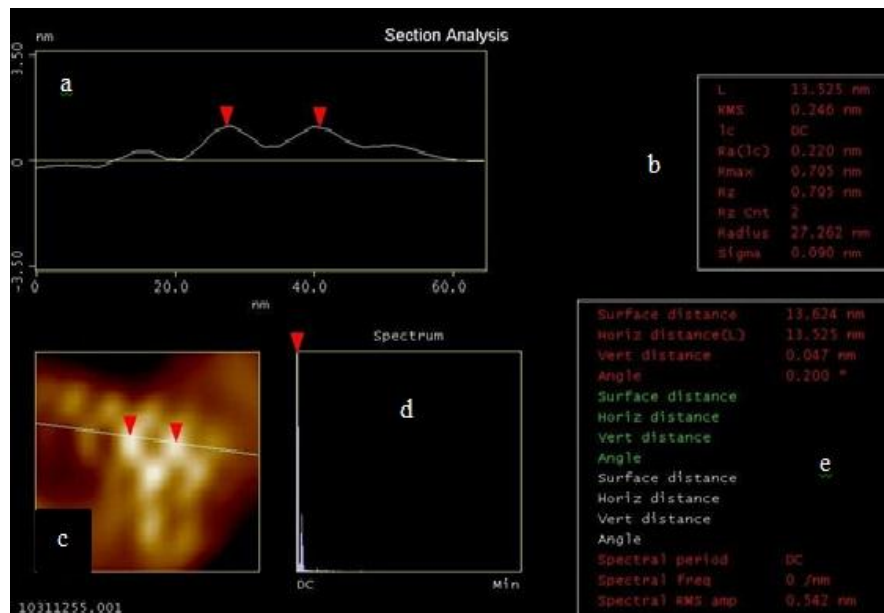 Section Analysis
nm
3.50
0
-3.50
a
0 20.0 40.0 60.0
nm
L 13.525 nm
RMS 0.246 nm
lc DC
Ra(lc) 0.220 nm
Rmax 0.705 nm
Rz 0.705 nm
Rz Cnt 2
Radius 27.262 nm
Sigma 0.090 nm
b
c
Spectrum
d
DC Min
Surface distance 13.624 nm
Horiz distance(L) 13.525 nm
Vert distance 0.047 nm
Angle 0.200 °
Surface distance
Horiz distance
Vert distance
Angle
Surface distance
Horiz distance
Vert distance
Angle
Spectral period DC
Spectral freq 0 /nm
Spectral RMS amp 0.542 nm
e
10311255.001